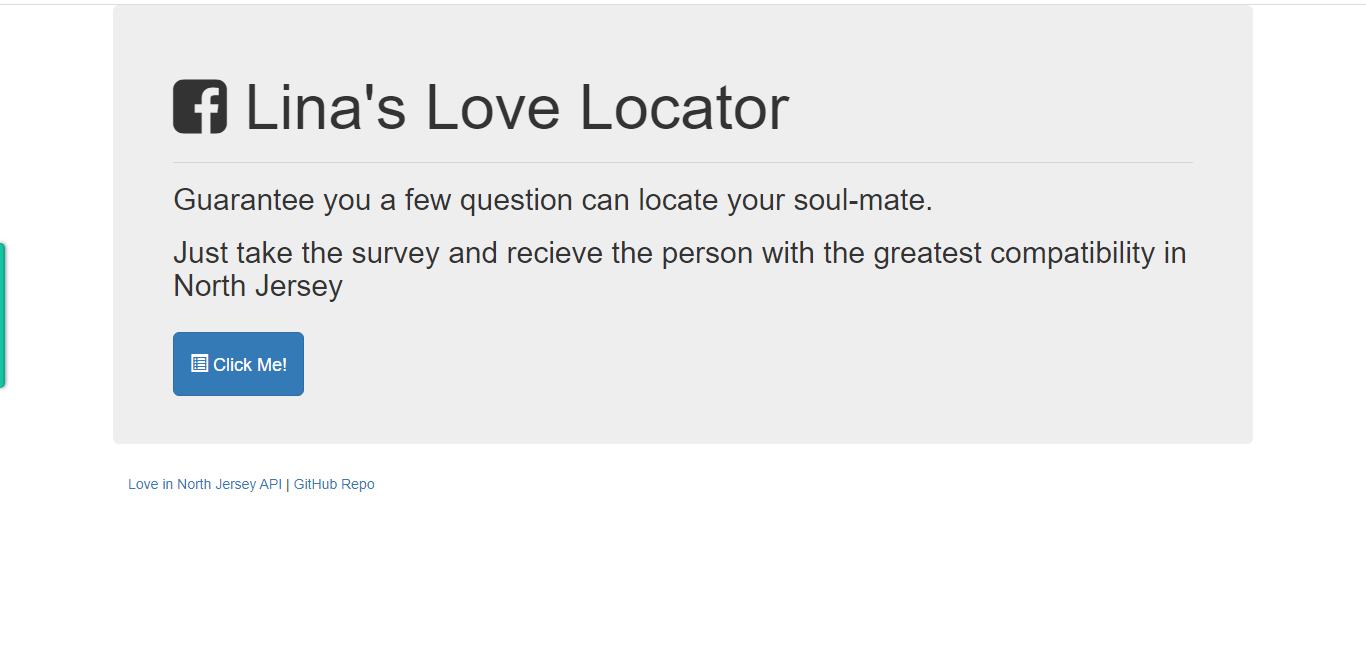 Lina's Love Locator
Guarantee you a few question can locate your soul-mate.
Just take the survey and recieve the person with the greatest compatibility in
North Jersey
Click Me!
Love in North Jersey API | GitHub Repo